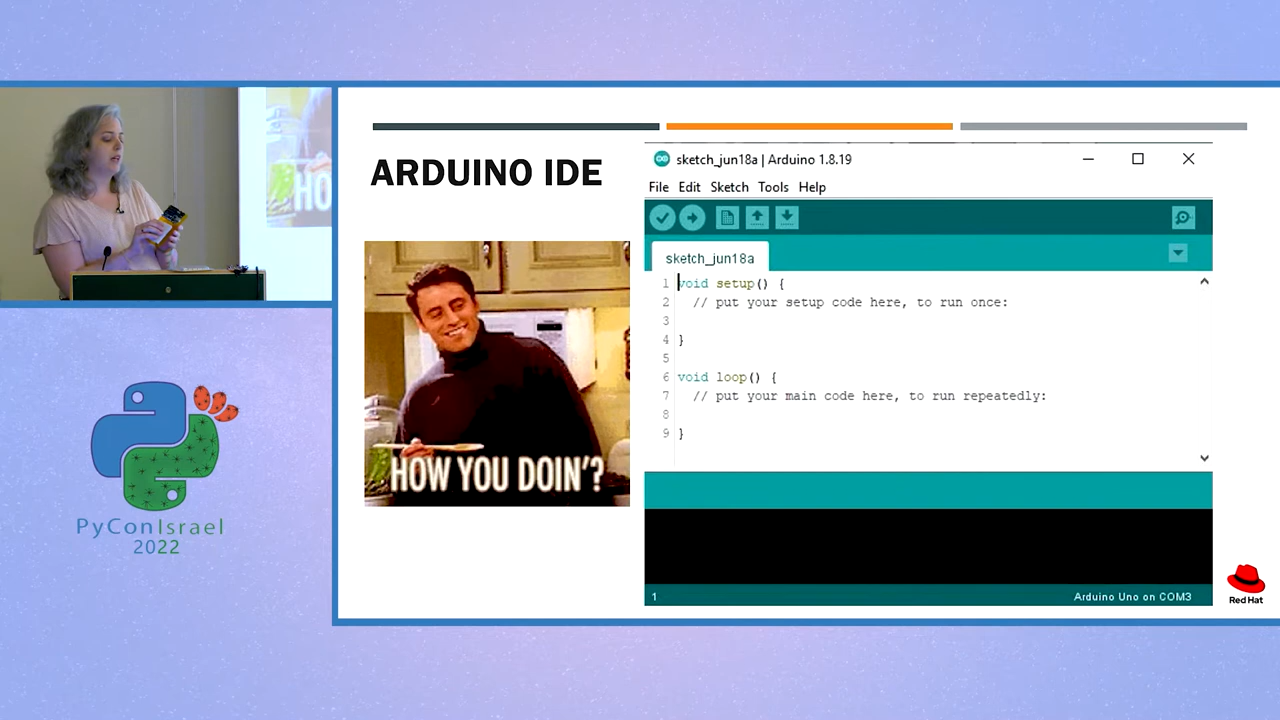 HO
PyConIsrael
2022
ARDUINO IDE
HOW YOU DOIN'?
sketch_jun18a | Arduino 1.8.19
File Edit Sketch Tools Help
sketch_jun18a
1 void setup() {
2 // put your setup code here, to run once:
3
4 }
5
6 void loop() {
7 // put your main code here, to run repeatedly:
8
9 }
1 Arduino Uno on COM3
Red Hat